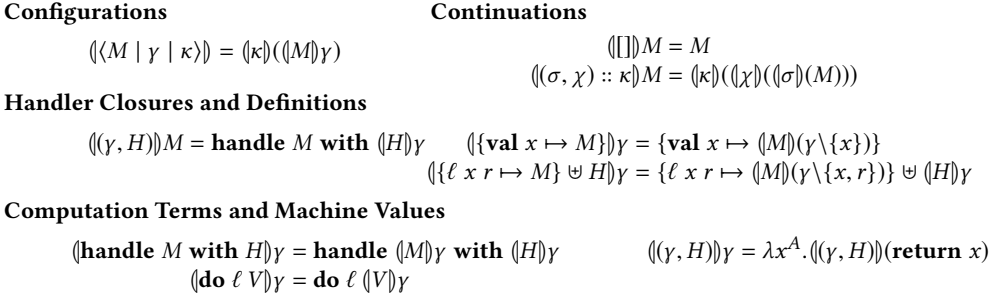 Configurations
⦇⟨M | γ | κ⟩⦈ = ⦇κ⦈(⦇M⦈γ)
Continuations
⦇[]⦈M = M
⦇(σ, χ) :: κ⦈M = ⦇κ⦈(⦇χ⦈(⦇σ⦈(M)))
Handler Closures and Definitions
⦇(γ, H)⦈M = handle M with ⦇H⦈γ
⦇{val x ↦ M}⦈γ = {val x ↦ ⦇M⦈(γ\{x})}
⦇{ℓ x r ↦ M} ⊎ H⦈γ = {ℓ x r ↦ ⦇M⦈(γ\{x, r})} ⊎ ⦇H⦈γ
Computation Terms and Machine Values
⦇handle M with H⦈γ = handle ⦇M⦈γ with ⦇H⦈γ
⦇do ℓ V⦈γ = do ℓ ⦇V⦈γ
⦇(γ, H)⦈γ = λx^A.⦇(γ, H)⦈(return x)